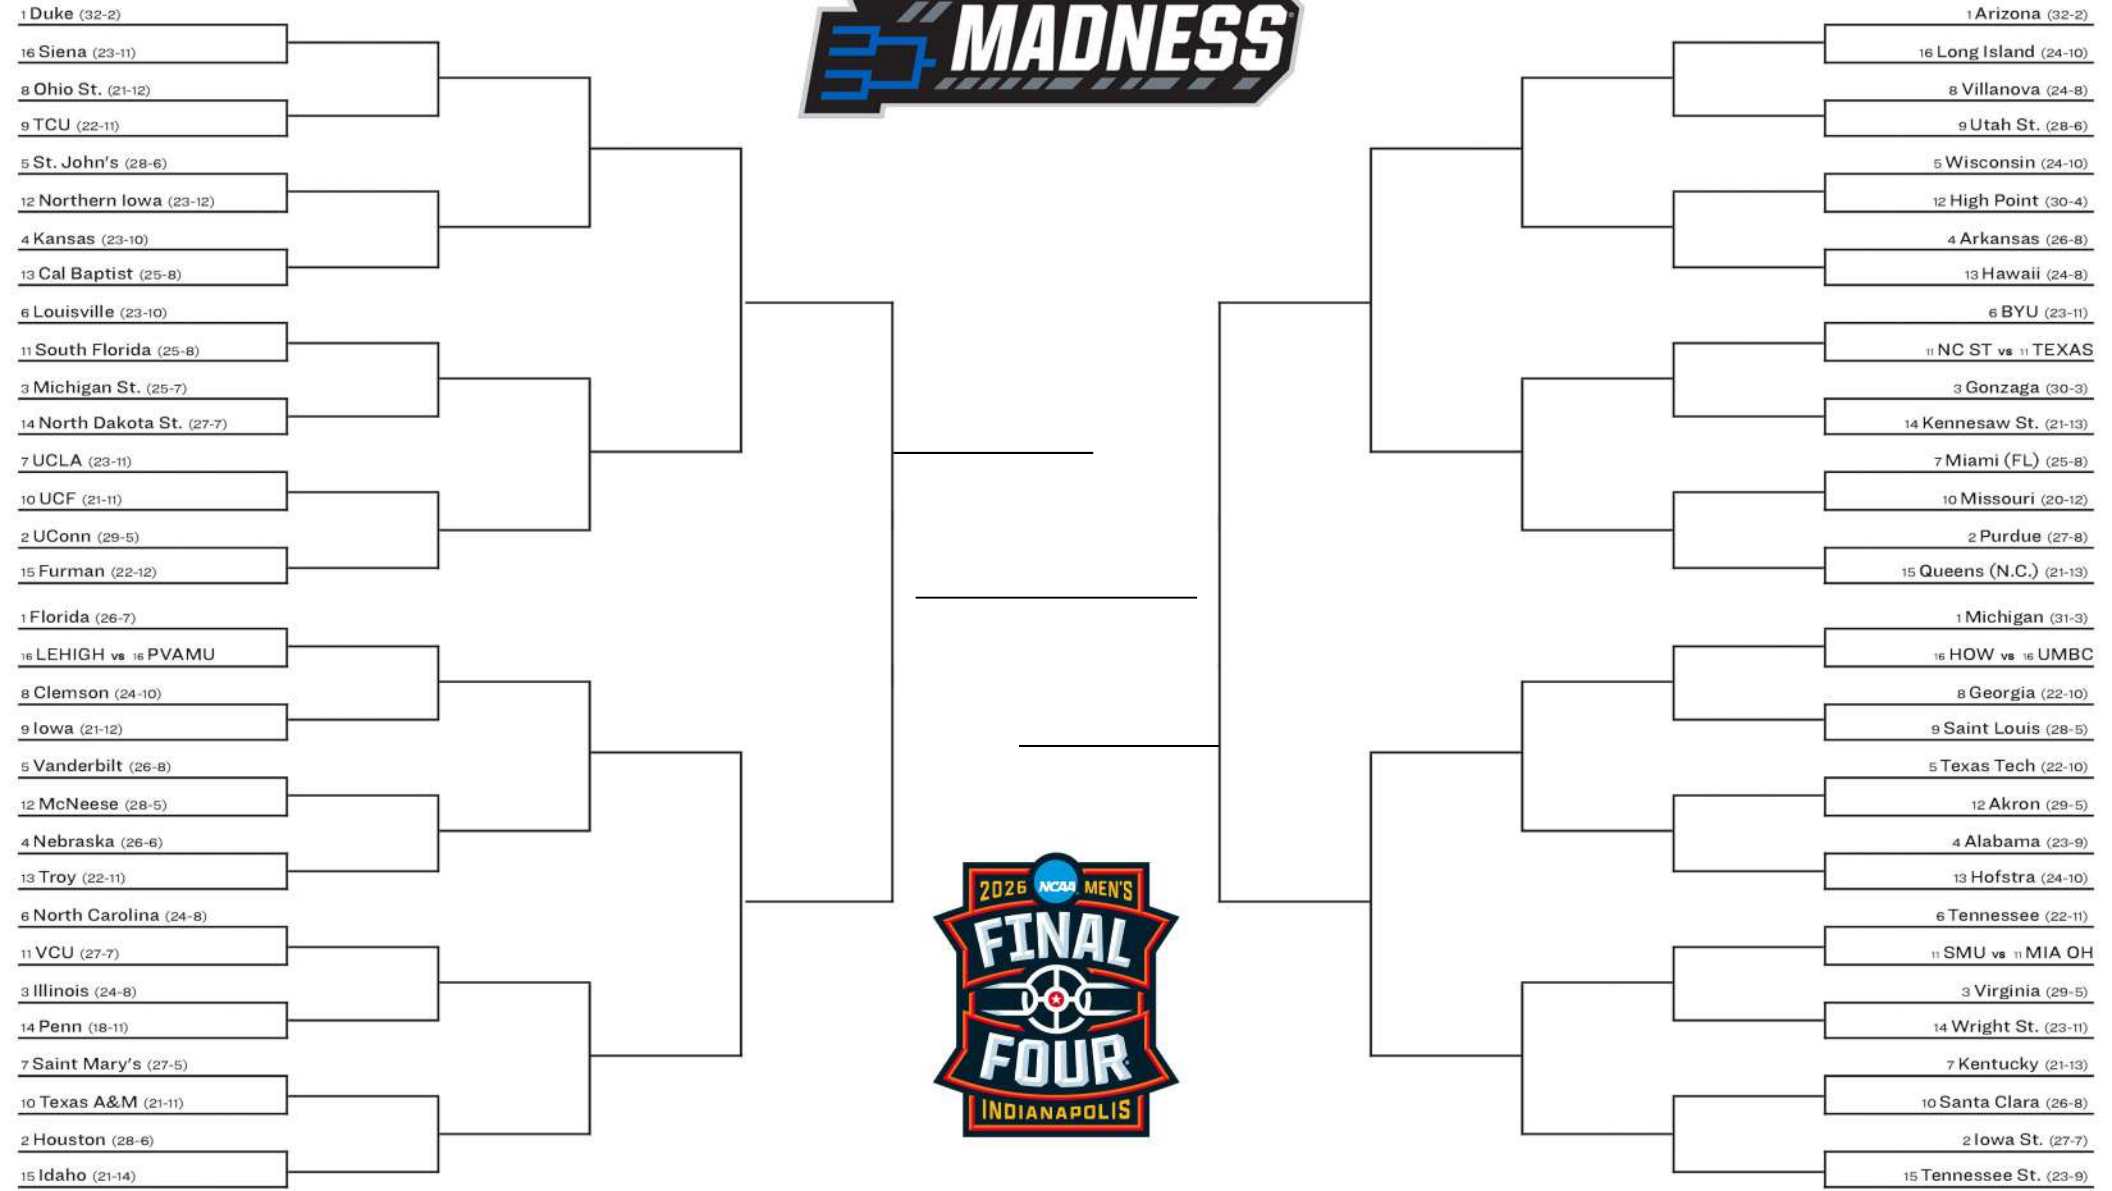 MADNESS
1 Duke (32-2)
16 Siena (23-11)
8 Ohio St. (21-12)
9 TCU (22-11)
5 St. John's (28-6)
12 Northern Iowa (23-12)
4 Kansas (23-10)
13 Cal Baptist (25-8)
6 Louisville (23-10)
11 South Florida (25-8)
3 Michigan St. (25-7)
14 North Dakota St. (27-7)
7 UCLA (23-11)
10 UCF (21-11)
2 UConn (29-5)
15 Furman (22-12)
1 Florida (26-7)
16 LEHIGH vs 16 PVAMU
8 Clemson (24-10)
9 Iowa (21-12)
5 Vanderbilt (26-8)
12 McNeese (28-5)
4 Nebraska (26-6)
13 Troy (22-11)
6 North Carolina (24-8)
11 VCU (27-7)
3 Illinois (24-8)
14 Penn (18-11)
7 Saint Mary's (27-5)
10 Texas A&M (21-11)
2 Houston (28-6)
15 Idaho (21-14)
1 Arizona (32-2)
16 Long Island (24-10)
8 Villanova (24-8)
9 Utah St. (28-6)
5 Wisconsin (24-10)
12 High Point (30-4)
4 Arkansas (26-8)
13 Hawaii (24-8)
6 BYU (23-11)
11 NC ST vs 11 TEXAS
3 Gonzaga (30-3)
14 Kennesaw St. (21-13)
7 Miami (FL) (25-8)
10 Missouri (20-12)
2 Purdue (27-8)
15 Queens (N.C.) (21-13)
1 Michigan (31-3)
16 HOW vs 16 UMBC
8 Georgia (22-10)
9 Saint Louis (28-5)
5 Texas Tech (22-10)
12 Akron (29-5)
4 Alabama (23-9)
13 Hofstra (24-10)
6 Tennessee (22-11)
11 SMU vs 11 MIA OH
3 Virginia (29-5)
14 Wright St. (23-11)
7 Kentucky (21-13)
10 Santa Clara (26-8)
2 Iowa St. (27-7)
15 Tennessee St. (23-9)
2026 NCAA MEN'S
FINAL
FOUR
INDIANAPOLIS